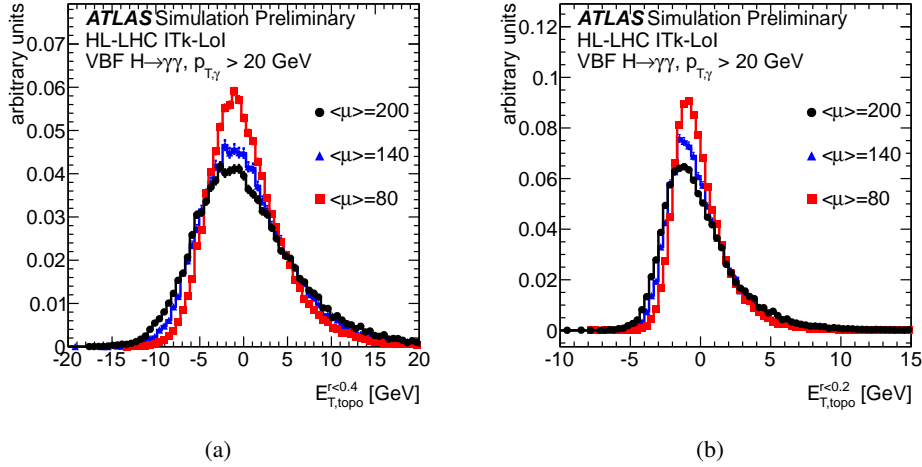 ATLAS Simulation Preliminary
HL-LHC ITk-LoI
VBF H→γγ, p_{T,γ} > 20 GeV
<μ>=200
<μ>=140
<μ>=80
arbitrary units
0.07
0.06
0.05
0.04
0.03
0.02
0.01
0
-20 -15 -10 -5 0 5 10 15 20
E_{T,topo}^{r<0.4} [GeV]
(a)
ATLAS Simulation Preliminary
HL-LHC ITk-LoI
VBF H→γγ, p_{T,γ} > 20 GeV
<μ>=200
<μ>=140
<μ>=80
arbitrary units
0.12
0.1
0.08
0.06
0.04
0.02
0
-10 -5 0 5 10 15
E_{T,topo}^{r<0.2} [GeV]
(b)